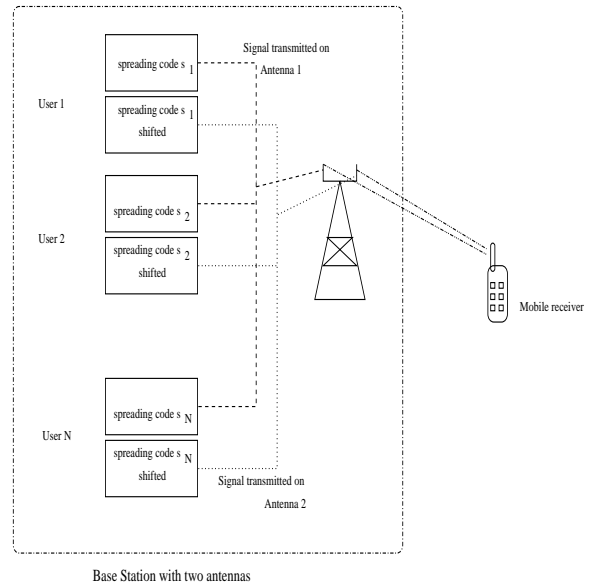 Signal transmitted on
Antenna 1
spreading code s 1
User 1
spreading code s 1
shifted
spreading code s 2
User 2
spreading code s 2
shifted
Mobile receiver
spreading code s N
User N
spreading code s N
shifted
Signal transmitted on
Antenna 2
Base Station with two antennas